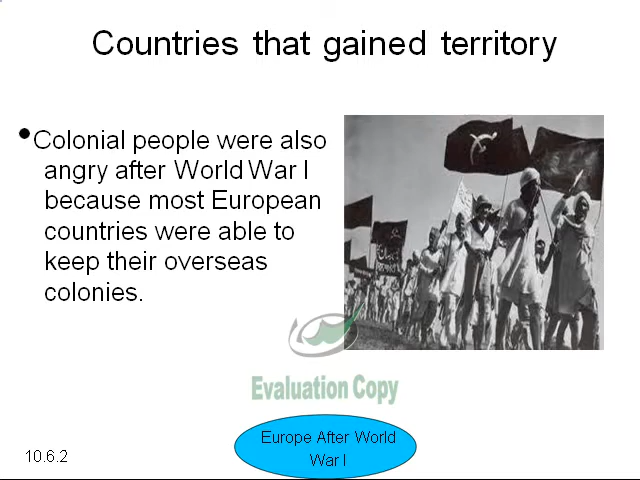 Countries that gained territory
•Colonial people were also
angry after World War I
because most European
countries were able to
keep their overseas
colonies.
Evaluation Copy
Europe After World
War I
10.6.2